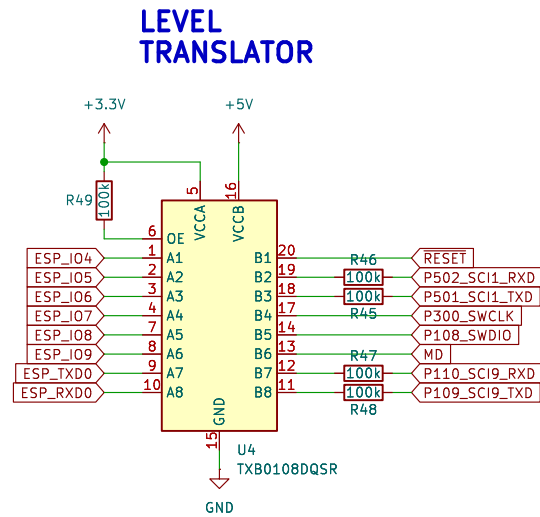 LEVEL
TRANSLATOR
+3.3V
+5V
R49
100k
5
16
VCCA
VCCB
6
OE
ESP_IO4
1
A1
B1
20
RESET
ESP_IO5
2
A2
B2
19
R46
100k
P502_SCI1_RXD
ESP_IO6
3
A3
B3
18
100k
R45
P501_SCI1_TXD
ESP_IO7
4
A4
B4
17
P300_SWCLK
ESP_IO8
7
A5
B5
14
P108_SWDIO
ESP_IO9
8
A6
B6
13
MD
ESP_TXD0
9
A7
B7
12
R47
100k
P110_SCI9_RXD
ESP_RXD0
10
A8
B8
11
100k
R48
P109_SCI9_TXD
GND
15
U4
TXB0108DQSR
GND